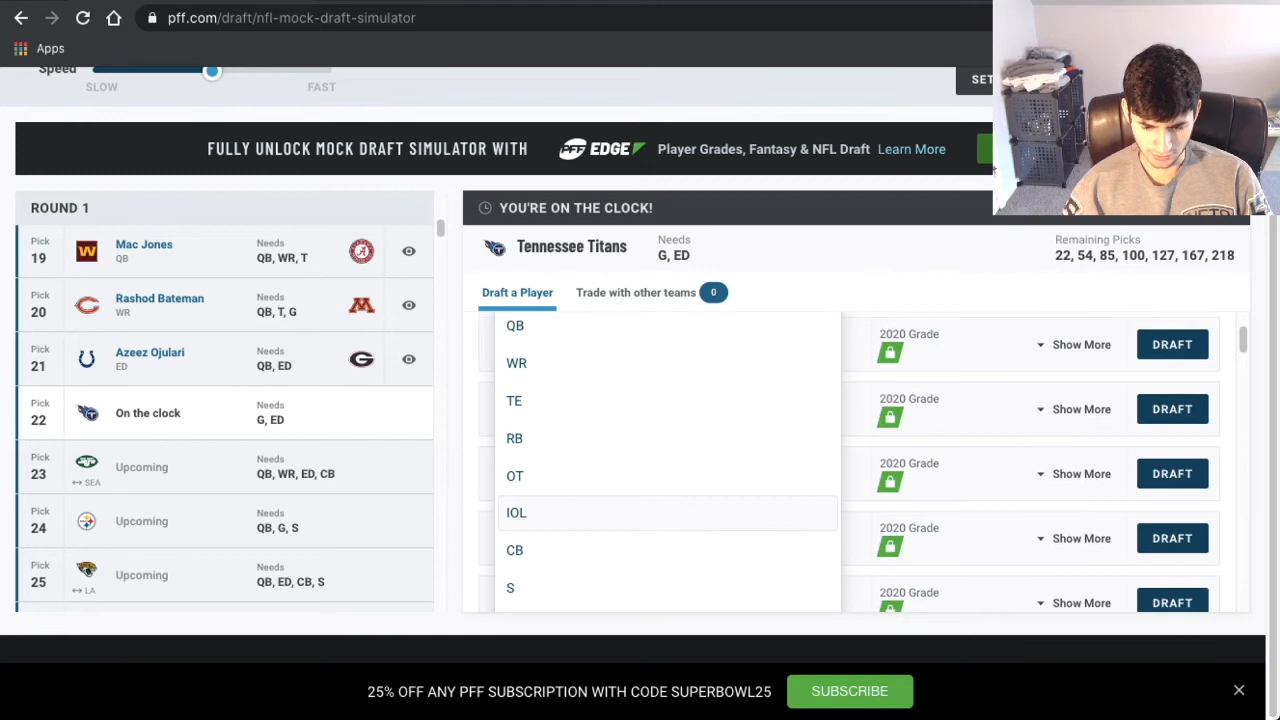 pff.com/draft/nfl-mock-draft-simulator
Apps
Speed
SLOW
FAST
SET
FULLY UNLOCK MOCK DRAFT SIMULATOR WITH
PFF EDGE
Player Grades, Fantasy & NFL Draft Learn More
ROUND 1
Pick
19
W
Mac Jones
QB
Needs
QB, WR, T
Pick
20
Rashod Bateman
WR
Needs
QB, T, G
Pick
21
Azeez Ojulari
ED
Needs
QB, ED
Pick
22
On the clock
Needs
G, ED
Pick
23
↔ SEA
Upcoming
Needs
QB, WR, ED, CB
Pick
24
Upcoming
Needs
QB, G, S
Pick
25
↔ LA
Upcoming
Needs
QB, ED, CB, S
YOU'RE ON THE CLOCK!
Tennessee Titans
Needs
G, ED
Remaining Picks
22, 54, 85, 100, 127, 167, 218
Draft a Player
Trade with other teams 0
QB
WR
TE
RB
OT
IOL
CB
S
2020 Grade
Show More
DRAFT
2020 Grade
Show More
DRAFT
2020 Grade
Show More
DRAFT
2020 Grade
Show More
DRAFT
2020 Grade
Show More
DRAFT
25% OFF ANY PFF SUBSCRIPTION WITH CODE SUPERBOWL25
SUBSCRIBE